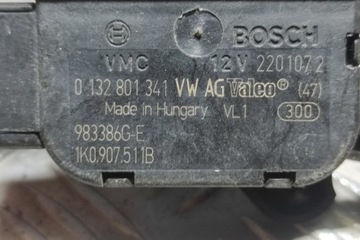 BOSCH
VMC 12V 2201072
0 132 801 341 VW AG Valeo® (47)
Made in Hungary VL1 300
983386G-E
1K0.907.511B